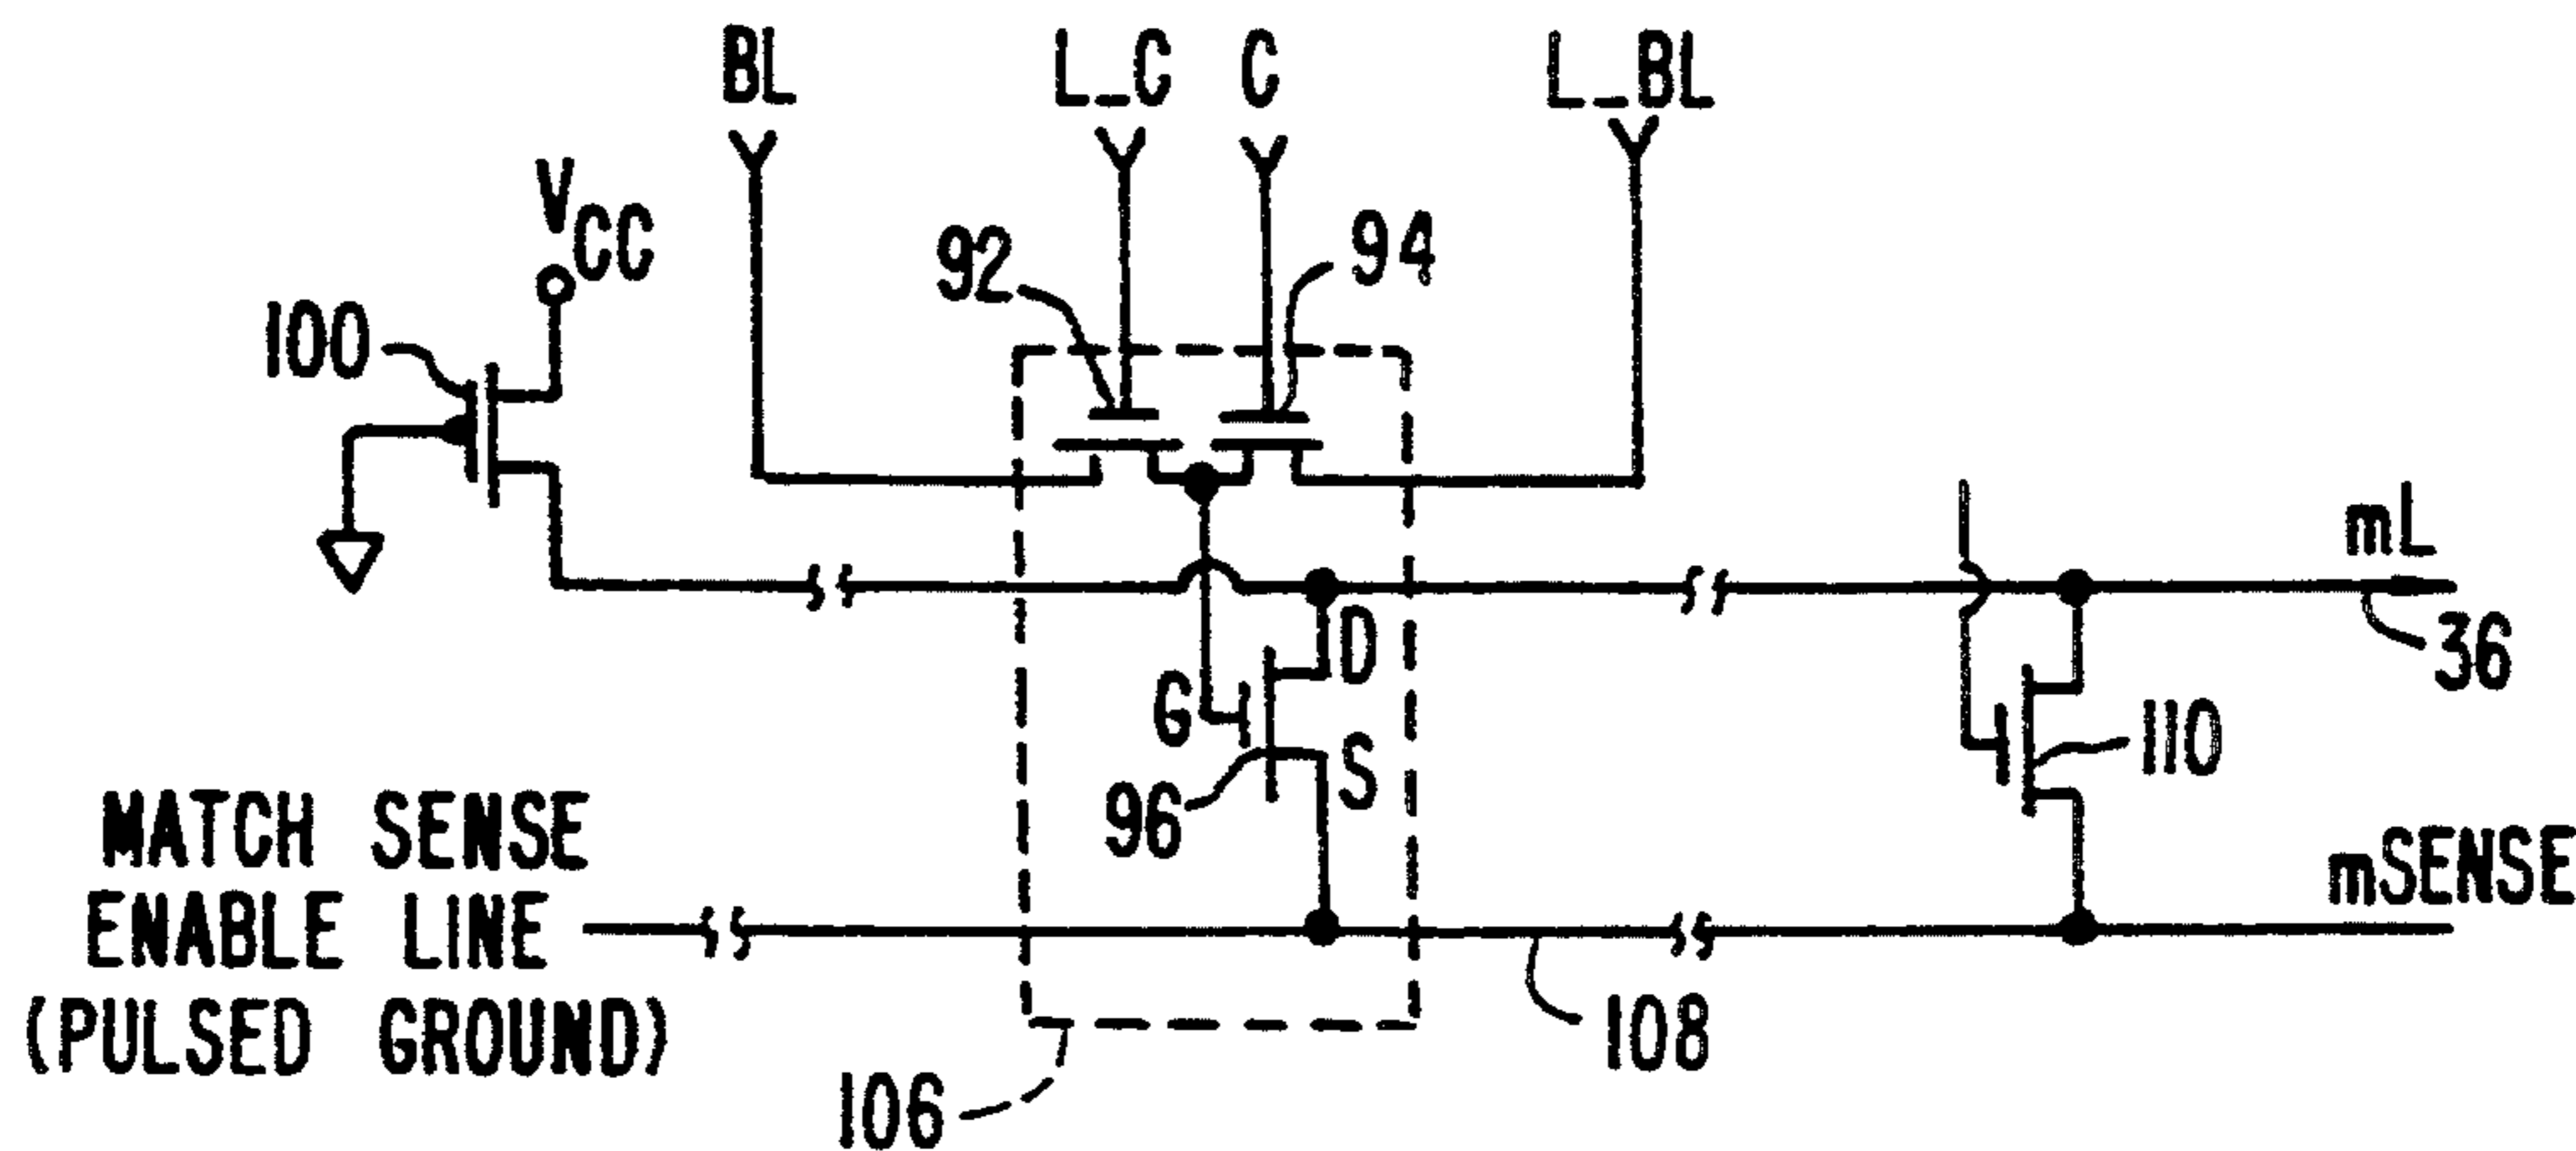 BL
L_C
C
L_BL
VCC
92
94
100
mL
D
36
G
S
110
96
MATCH SENSE
ENABLE LINE
(PULSED GROUND)
mSENSE
108
106